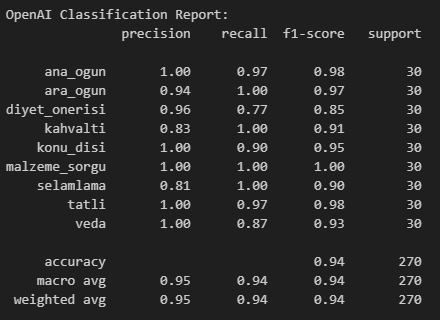 OpenAI Classification Report:
precision recall f1-score support
ana_ogun 1.00 0.97 0.98 30
ara_ogun 0.94 1.00 0.97 30
diyet_onerisi 0.96 0.77 0.85 30
kahvalti 0.83 1.00 0.91 30
konu_disi 1.00 0.90 0.95 30
malzeme_sorgu 1.00 1.00 1.00 30
selamlama 0.81 1.00 0.90 30
tatli 1.00 0.97 0.98 30
veda 1.00 0.87 0.93 30
accuracy 0.94 270
macro avg 0.95 0.94 0.94 270
weighted avg 0.95 0.94 0.94 270